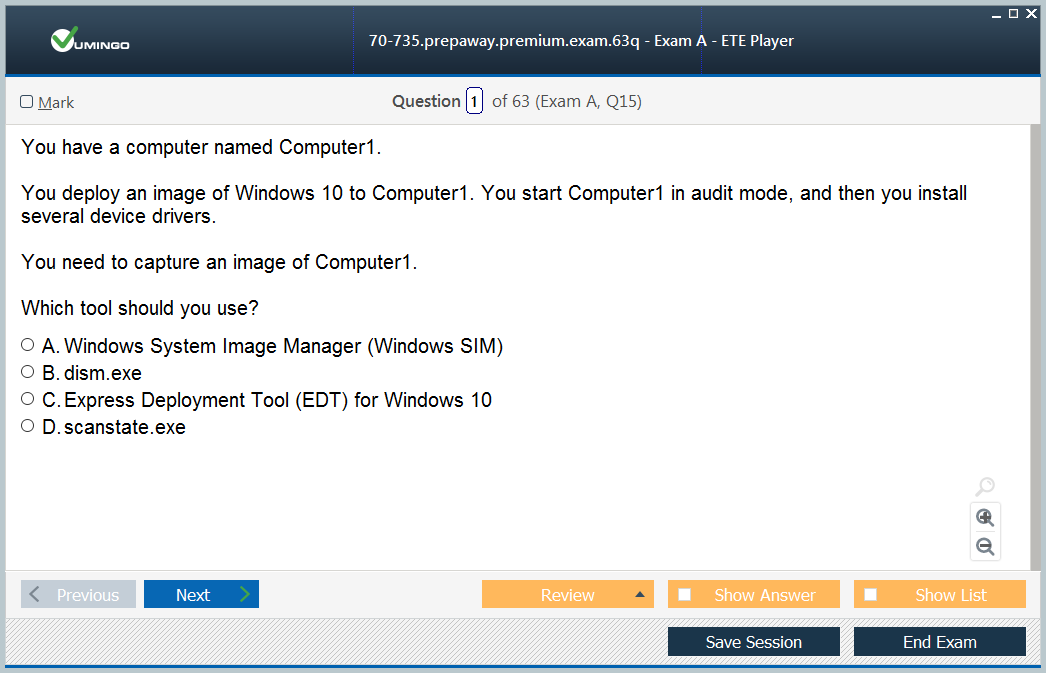 VUMINGO
70-735.prepaway.premium.exam.63q - Exam A - ETE Player
Mark
Question 1 of 63 (Exam A, Q15)
You have a computer named Computer1.
You deploy an image of Windows 10 to Computer1. You start Computer1 in audit mode, and then you install
several device drivers.
You need to capture an image of Computer1.
Which tool should you use?
A. Windows System Image Manager (Windows SIM)
B. dism.exe
C. Express Deployment Tool (EDT) for Windows 10
D. scanstate.exe
Previous Next Review Show Answer Show List
Save Session End Exam